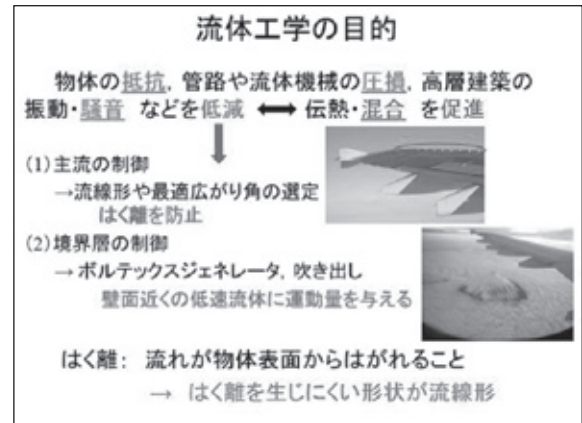 流体工学の目的
物体の抵抗，管路や流体機械の圧損，高層建築の
振動・騒音 などを低減 ⟷ 伝熱・混合 を促進
(1)主流の制御
→流線形や最適広がり角の選定
はく離を防止
(2)境界層の制御
→ ボルテックスジェネレータ，吹き出し
壁面近くの低速流体に運動量を与える
はく離： 流れが物体表面からはがれること
→ はく離を生じにくい形状が流線形